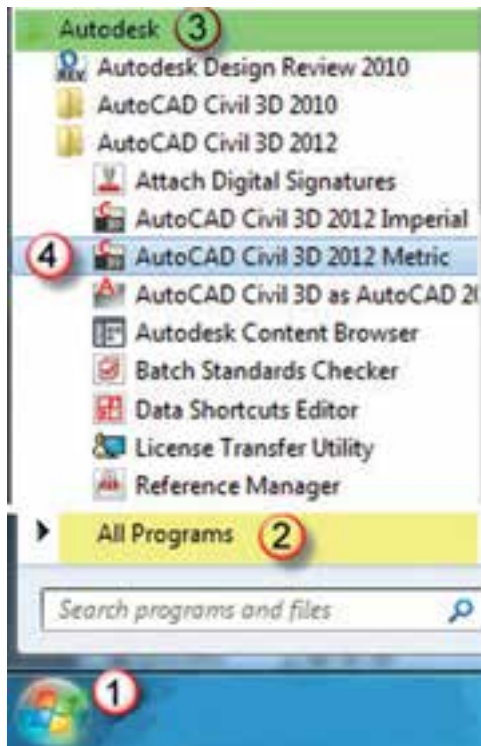 Autodesk 3
REV. Autodesk Design Review 2010
AutoCAD Civil 3D 2010
AutoCAD Civil 3D 2012
Attach Digital Signatures
AutoCAD Civil 3D 2012 Imperial
4 AutoCAD Civil 3D 2012 Metric
AutoCAD Civil 3D as AutoCAD 2
Autodesk Content Browser
Batch Standards Checker
Data Shortcuts Editor
License Transfer Utility
Reference Manager
All Programs 2
Search programs and files
1